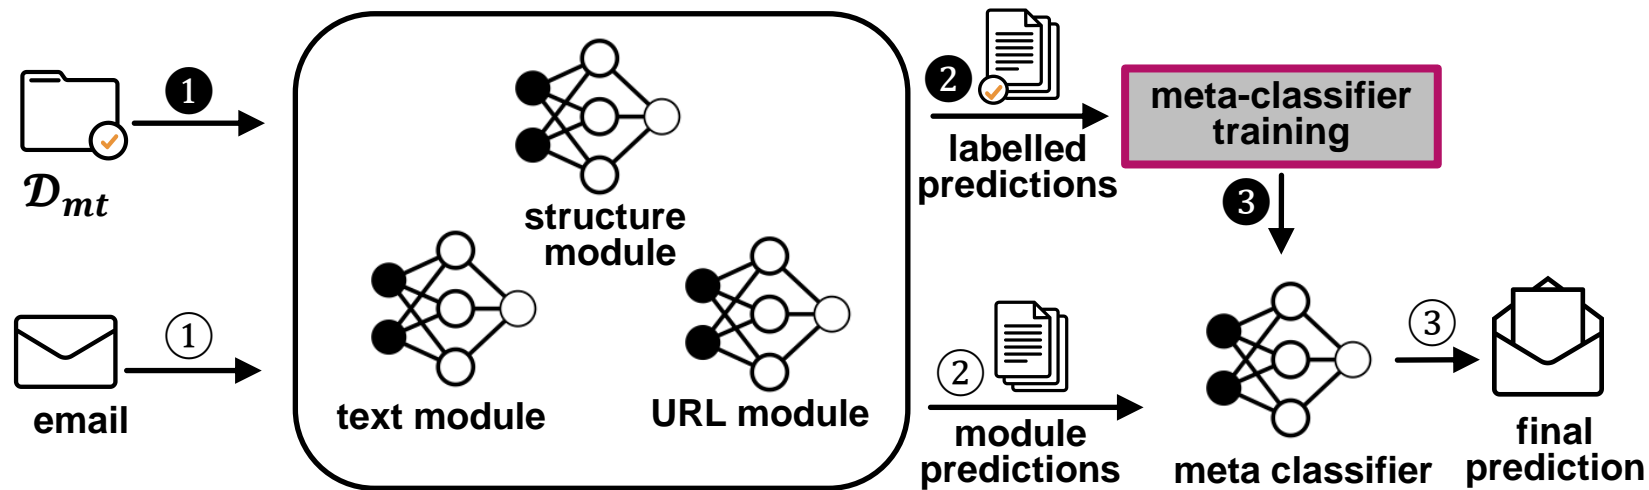 ❶
𝒟mt
①
email
structure
module
text module
URL module
❷
labelled
predictions
meta-classifier
training
❸
②
module
predictions
meta classifier
③
final
prediction